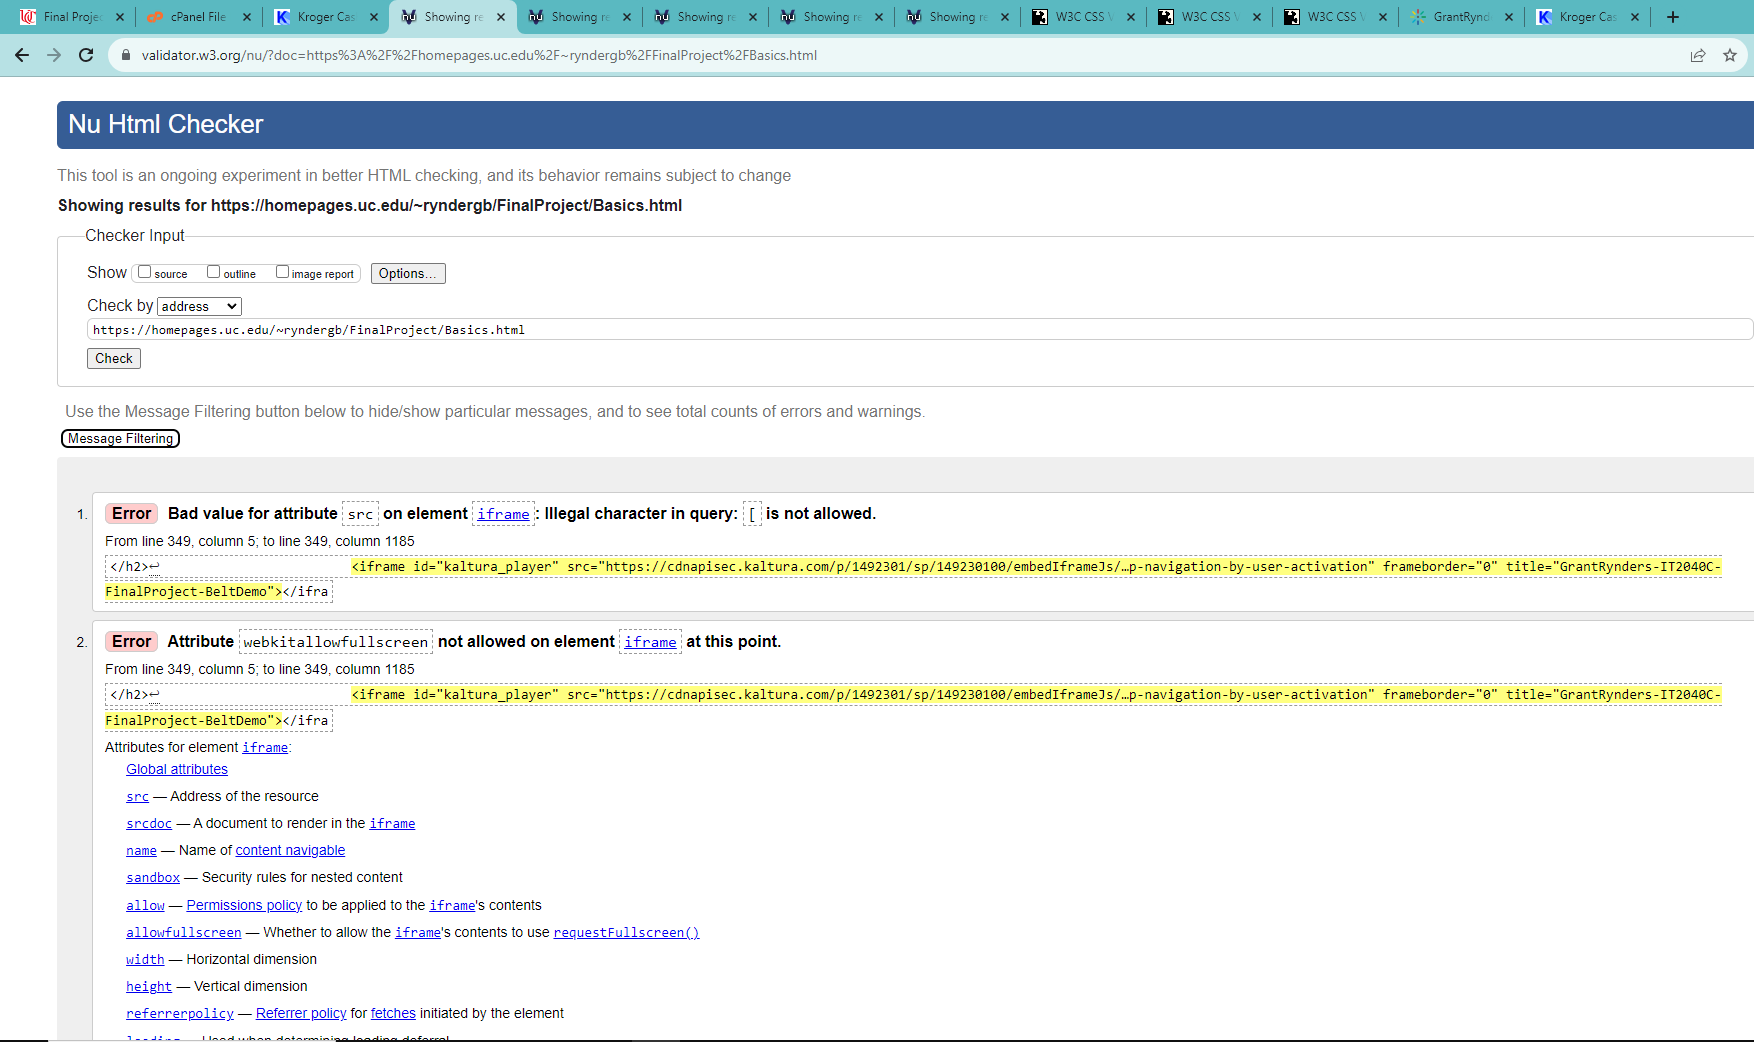 Final Projec
cPanel File
Kroger Cas
Showing re
Showing re
Showing re
Showing re
Showing re
W3C CSS V
W3C CSS V
W3C CSS V
GrantRynd
Kroger Cas
validator.w3.org/nu/?doc=https%3A%2F%2Fhomepages.uc.edu%2F~ryndergb%2FFinalProject%2FBasics.html
Nu Html Checker
This tool is an ongoing experiment in better HTML checking, and its behavior remains subject to change
Showing results for https://homepages.uc.edu/~ryndergb/FinalProject/Basics.html
Checker Input
Show source outline image report Options...
Check by address
https://homepages.uc.edu/~ryndergb/FinalProject/Basics.html
Check
Use the Message Filtering button below to hide/show particular messages, and to see total counts of errors and warnings.
Message Filtering
1. Error Bad value for attribute src on element iframe: Illegal character in query: [ is not allowed.
From line 349, column 5; to line 349, column 1185
</h2>↩ <iframe id="kaltura_player" src="https://cdnapisec.kaltura.com/p/1492301/sp/149230100/embedIframeJs/…p-navigation-by-user-activation" frameborder="0" title="GrantRynders-IT2040C-
FinalProject-BeltDemo"></ifra
2. Error Attribute webkitallowfullscreen not allowed on element iframe at this point.
From line 349, column 5; to line 349, column 1185
</h2>↩ <iframe id="kaltura_player" src="https://cdnapisec.kaltura.com/p/1492301/sp/149230100/embedIframeJs/…p-navigation-by-user-activation" frameborder="0" title="GrantRynders-IT2040C-
FinalProject-BeltDemo"></ifra
Attributes for element iframe:
Global attributes
src — Address of the resource
srcdoc — A document to render in the iframe
name — Name of content navigable
sandbox — Security rules for nested content
allow — Permissions policy to be applied to the iframe's contents
allowfullscreen — Whether to allow the iframe's contents to use requestFullscreen()
width — Horizontal dimension
height — Vertical dimension
referrerpolicy — Referrer policy for fetches initiated by the element
loading — Used when determining loading deferral